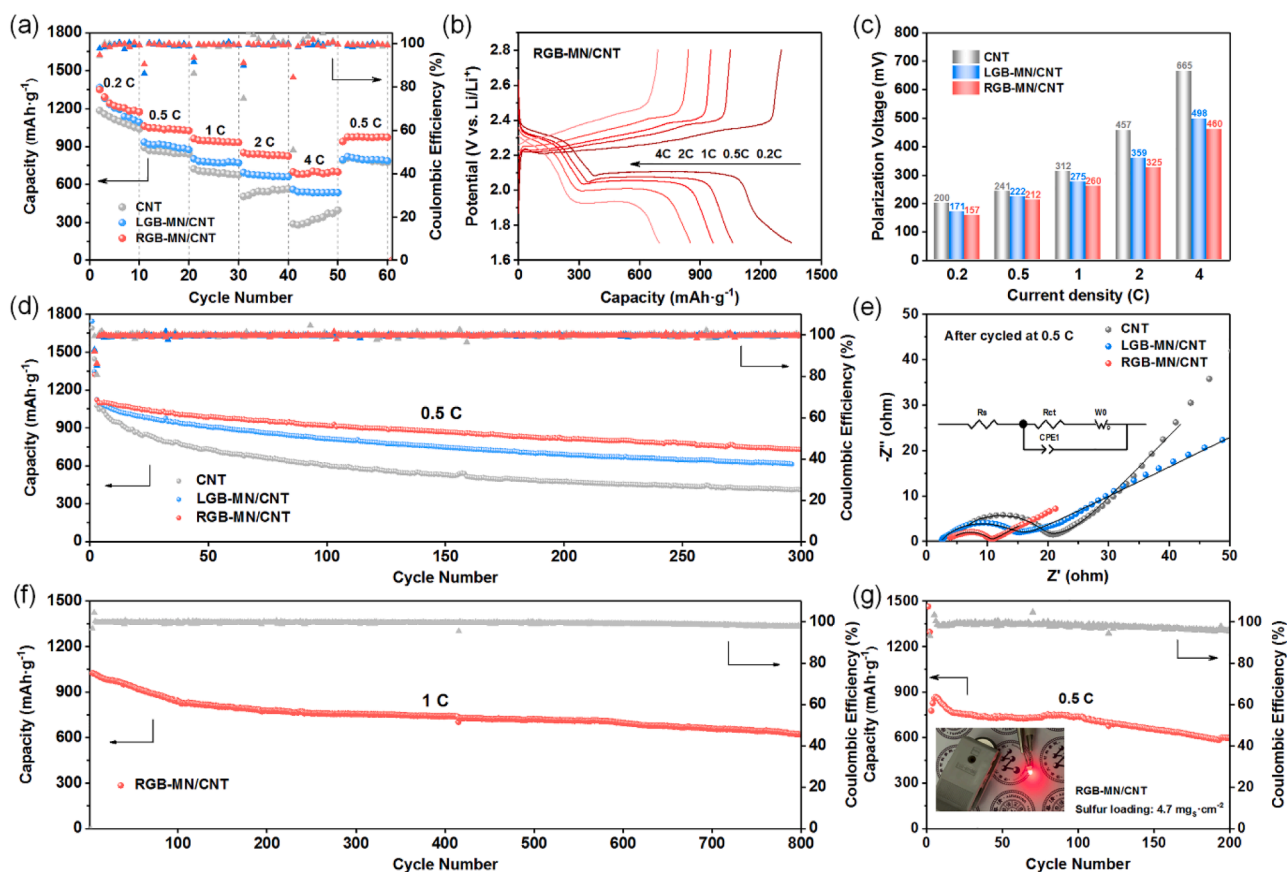 (a)
1800
1500
1200
900
600
300
0
Capacity (mAh·g⁻¹)
0 10 20 30 40 50 60
Cycle Number
100
80
60
40
20
0
Coulombic Efficiency (%)
0.2 C
0.5 C
1 C
2 C
4 C
0.5 C
CNT
LGB-MN/CNT
RGB-MN/CNT
(b)
RGB-MN/CNT
2.8
2.6
2.4
2.2
2.0
1.8
1.6
Potential (V vs. Li/Li⁺)
4C 2C 1C 0.5C 0.2C
0 300 600 900 1200 1500
Capacity (mAh·g⁻¹)
(c)
800
700
600
500
400
300
200
100
0
Polarization Voltage (mV)
CNT
LGB-MN/CNT
RGB-MN/CNT
200 171 157
241 222 212
312 275 260
457 359 325
665 498 460
0.2 0.5 1 2 4
Current density (C)
(d)
1800
1500
1200
900
600
300
0
Capacity (mAh·g⁻¹)
0.5 C
CNT
LGB-MN/CNT
RGB-MN/CNT
0 50 100 150 200 250 300
Cycle Number
100
80
60
40
20
0
Coulombic Efficiency (%)
(e)
50
40
30
20
10
0
-Z'' (ohm)
After cycled at 0.5 C
CNT
LGB-MN/CNT
RGB-MN/CNT
Rs Rct W0
CPE1
0 10 20 30 40 50
Z' (ohm)
(f)
1500
1200
900
600
300
0
Capacity (mAh·g⁻¹)
1 C
RGB-MN/CNT
100 200 300 400 500 600 700 800
Cycle Number
100
80
60
40
20
0
Coulombic Efficiency (%)
(g)
1500
1200
900
600
300
0
Capacity (mAh·g⁻¹)
0.5 C
RGB-MN/CNT
Sulfur loading: 4.7 mgₛ·cm⁻²
0 50 100 150 200
Cycle Number
100
80
60
40
20
0
Coulombic Efficiency (%)